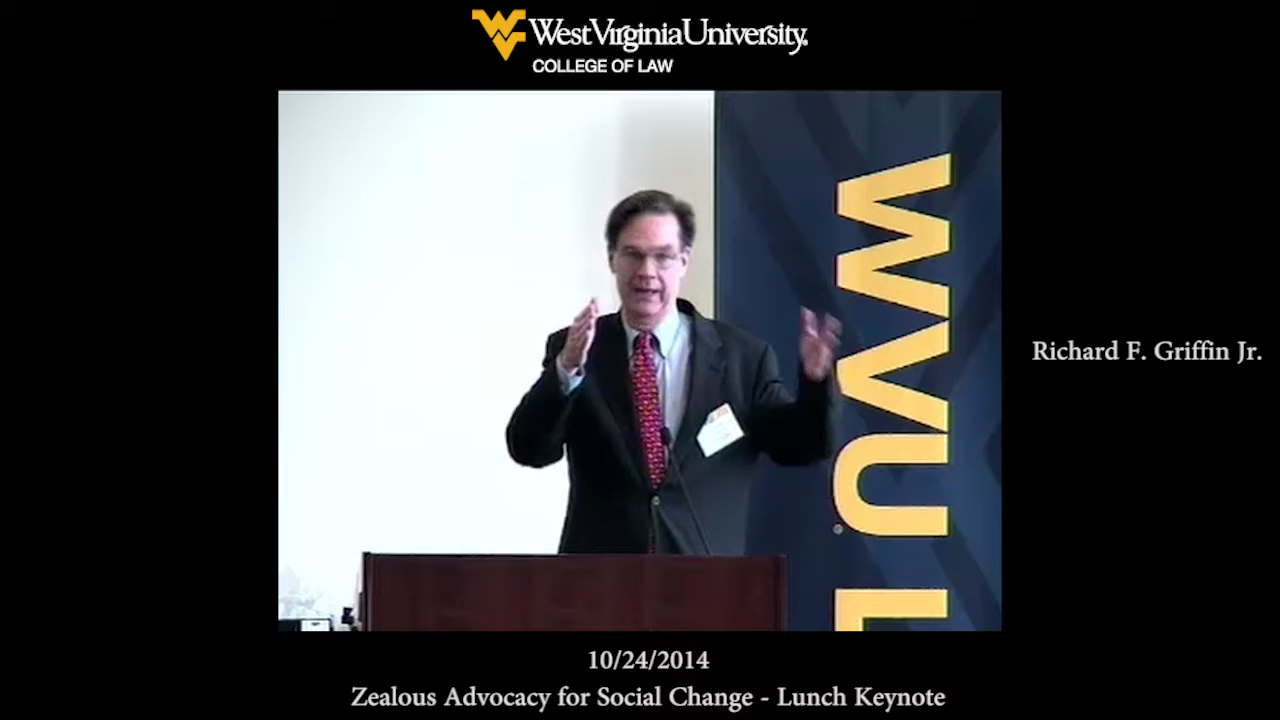 WestVirginiaUniversity.
COLLEGE OF LAW
WVU L
Richard F. Griffin Jr.
10/24/2014
Zealous Advocacy for Social Change - Lunch Keynote